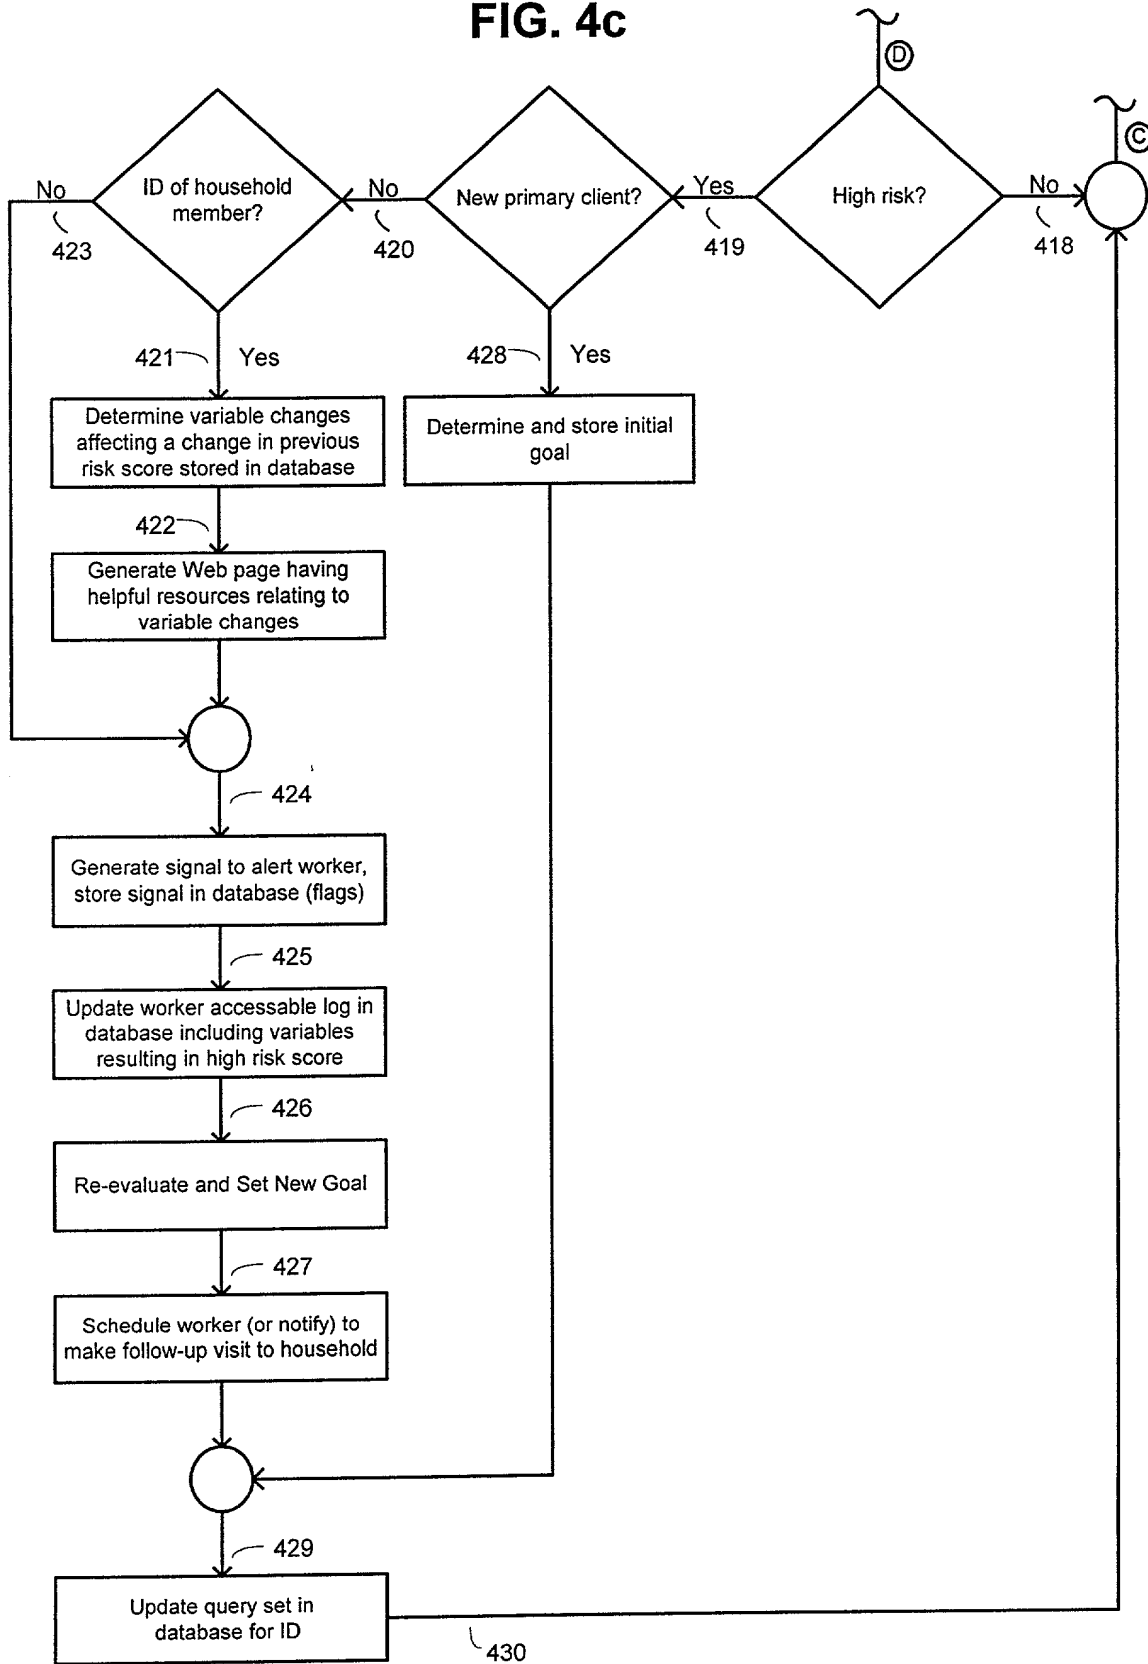 FIG. 4c
D
C
ID of household
member?
New primary client?
High risk?
No
423
No
420
Yes
419
No
418
421
Yes
428
Yes
Determine variable changes
affecting a change in previous
risk score stored in database
Determine and store initial
goal
422
Generate Web page having
helpful resources relating to
variable changes
424
Generate signal to alert worker,
store signal in database (flags)
425
Update worker accessable log in
database including variables
resulting in high risk score
426
Re-evaluate and Set New Goal
427
Schedule worker (or notify) to
make follow-up visit to household
429
Update query set in
database for ID
430